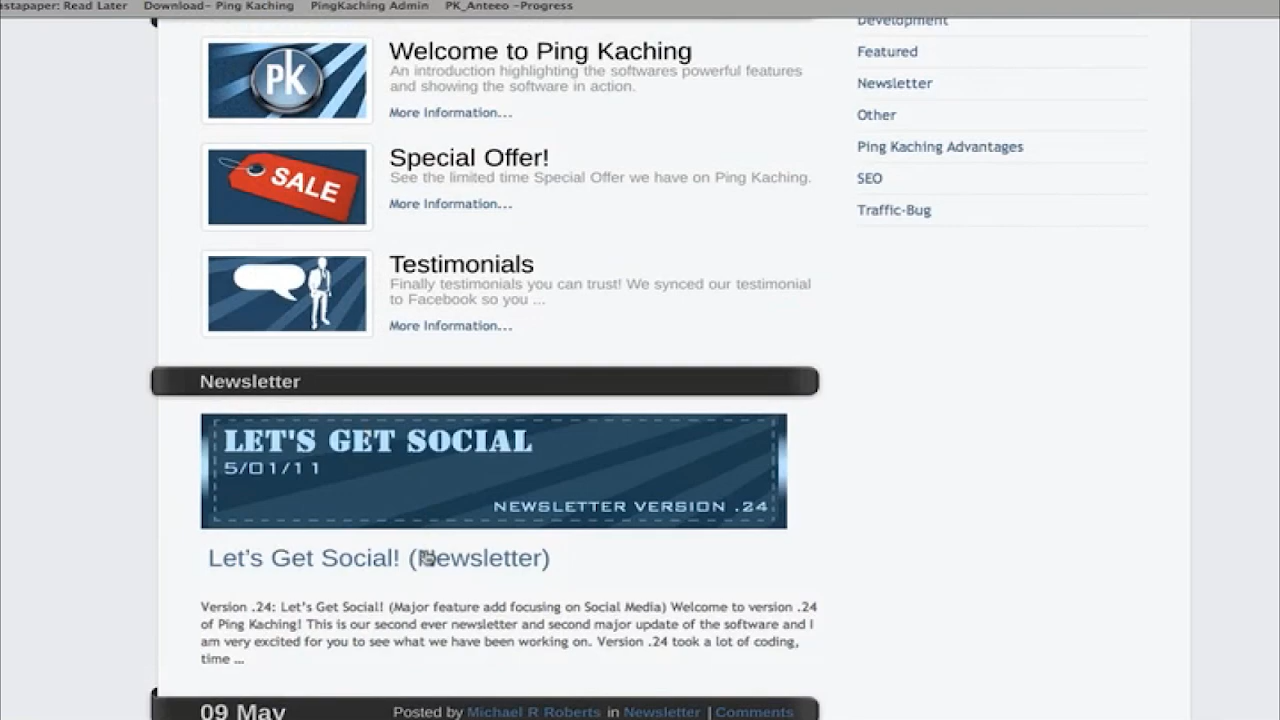 nstapaper: Read Later Download- Ping Kaching PingKaching Admin PK_Anteeo -Progress
Development
pk
Welcome to Ping Kaching
An introduction highlighting the softwares powerful features
and showing the software in action.
More Information...
Featured
Newsletter
Other
Ping Kaching Advantages
SEO
Traffic-Bug
SALE
Special Offer!
See the limited time Special Offer we have on Ping Kaching.
More Information...
Testimonials
Finally testimonials you can trust! We synced our testimonial
to Facebook so you ...
More Information...
Newsletter
LET'S GET SOCIAL
5/01/11
NEWSLETTER VERSION .24
Let's Get Social! (Newsletter)
Version .24: Let's Get Social! (Major feature add focusing on Social Media) Welcome to version .24
of Ping Kaching! This is our second ever newsletter and second major update of the software and I
am very excited for you to see what we have been working on. Version .24 took a lot of coding,
time ...
09 May Posted by Michael R Roberts in Newsletter | Comments